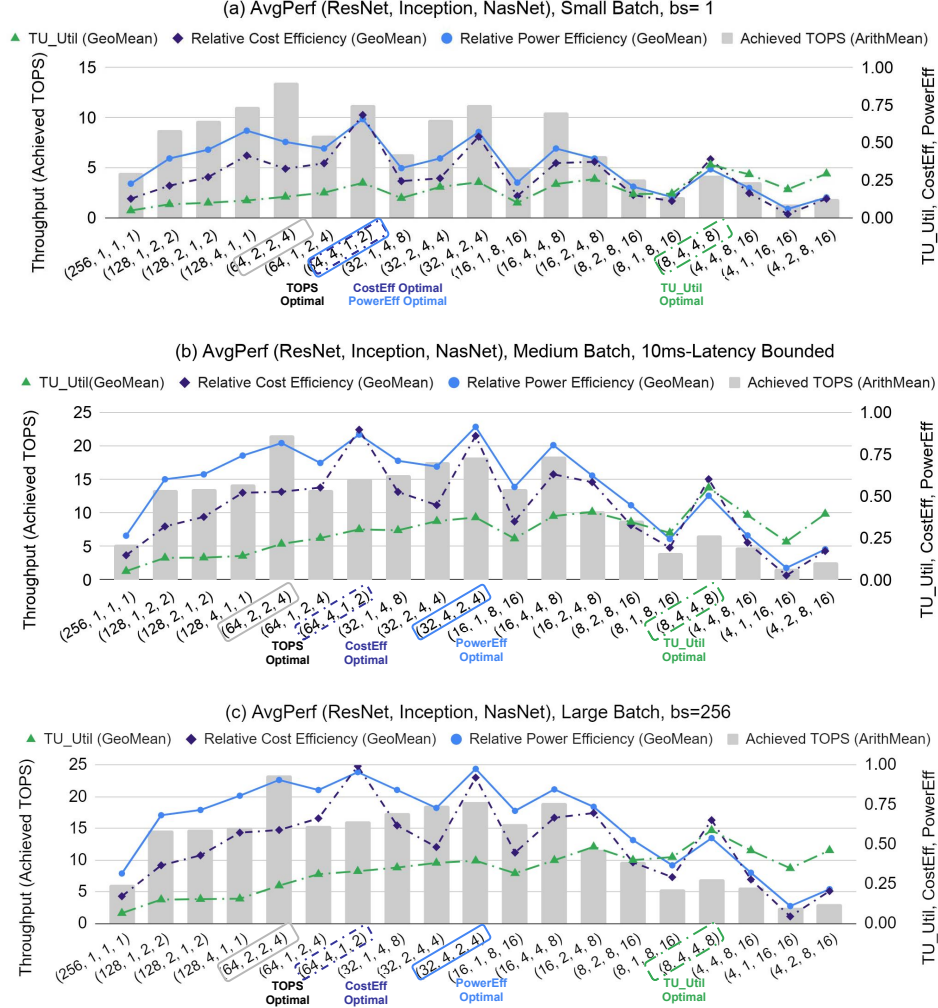 (a) AvgPerf (ResNet, Inception, NasNet), Small Batch, bs= 1
TU_Util (GeoMean) Relative Cost Efficiency (GeoMean) Relative Power Efficiency (GeoMean) Achieved TOPS (ArithMean)
Throughput (Achieved TOPS)
15
10
5
0
1.00
0.75
0.50
0.25
0.00
TU_Util, CostEff, PowerEff
(256, 1, 1, 1)
(128, 1, 2, 2)
(128, 2, 1, 2)
(128, 4, 1, 1)
(64, 2, 2, 4)
(64, 1, 2, 4)
(64, 4, 1, 2)
(32, 1, 4, 8)
(32, 2, 4, 4)
(32, 4, 2, 4)
(16, 1, 8, 16)
(16, 4, 4, 8)
(16, 2, 4, 8)
(8, 2, 8, 16)
(8, 1, 8, 16)
(8, 4, 4, 8)
(4, 4, 8, 16)
(4, 1, 16, 16)
(4, 2, 8, 16)
TOPS
Optimal
CostEff Optimal
PowerEff Optimal
TU_Util
Optimal
(b) AvgPerf (ResNet, Inception, NasNet), Medium Batch, 10ms-Latency Bounded
TU_Util(GeoMean) Relative Cost Efficiency (GeoMean) Relative Power Efficiency (GeoMean) Achieved TOPS (ArithMean)
Throughput (Achieved TOPS)
25
20
15
10
5
0
1.00
0.75
0.50
0.25
0.00
TU_Util, CostEff, PowerEff
(256, 1, 1, 1)
(128, 1, 2, 2)
(128, 2, 1, 2)
(128, 4, 1, 1)
(64, 2, 2, 4)
(64, 1, 2, 4)
(64, 4, 1, 2)
(32, 1, 4, 8)
(32, 2, 4, 4)
(32, 4, 2, 4)
(16, 1, 8, 16)
(16, 4, 4, 8)
(16, 2, 4, 8)
(8, 2, 8, 16)
(8, 1, 8, 16)
(8, 4, 4, 8)
(4, 4, 8, 16)
(4, 1, 16, 16)
(4, 2, 8, 16)
TOPS
Optimal
CostEff
Optimal
PowerEff
Optimal
TU_Util
Optimal
(c) AvgPerf (ResNet, Inception, NasNet), Large Batch, bs=256
TU_Util (GeoMean) Relative Cost Efficiency (GeoMean) Relative Power Efficiency (GeoMean) Achieved TOPS (ArithMean)
Throughput (Achieved TOPS)
25
20
15
10
5
0
1.00
0.75
0.50
0.25
0.00
TU_Util, CostEff, PowerEff
(256, 1, 1, 1)
(128, 1, 2, 2)
(128, 2, 1, 2)
(128, 4, 1, 1)
(64, 2, 2, 4)
(64, 1, 2, 4)
(64, 4, 1, 2)
(32, 1, 4, 8)
(32, 2, 4, 4)
(32, 4, 2, 4)
(16, 1, 8, 16)
(16, 4, 4, 8)
(16, 2, 4, 8)
(8, 2, 8, 16)
(8, 1, 8, 16)
(8, 4, 4, 8)
(4, 4, 8, 16)
(4, 1, 16, 16)
(4, 2, 8, 16)
TOPS
Optimal
CostEff
Optimal
PowerEff
Optimal
TU_Util
Optimal